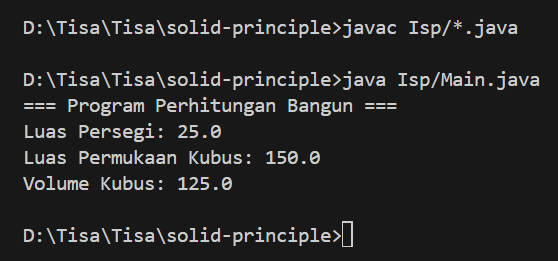 D:\Tisa\Tisa\solid-principle>javac Isp/*.java
D:\Tisa\Tisa\solid-principle>java Isp/Main.java
=== Program Perhitungan Bangun ===
Luas Persegi: 25.0
Luas Permukaan Kubus: 150.0
Volume Kubus: 125.0
D:\Tisa\Tisa\solid-principle>